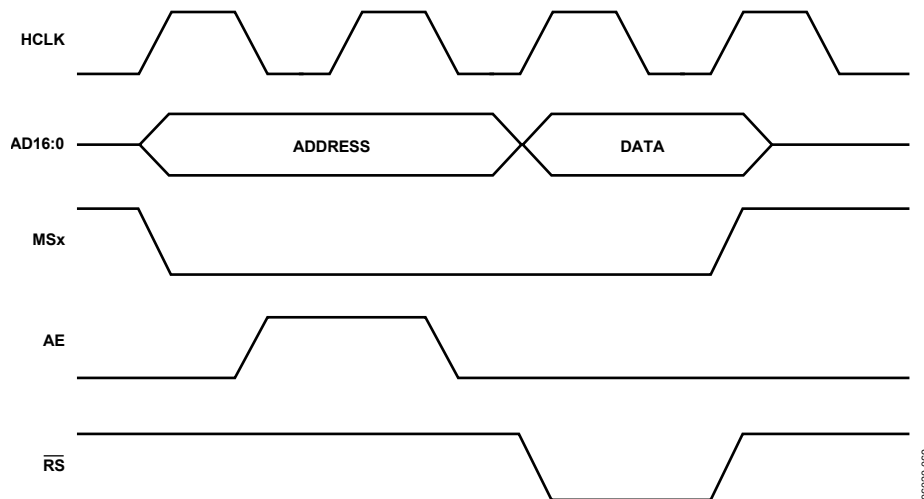 HCLK
AD16:0
ADDRESS
DATA
MSx
AE
RS